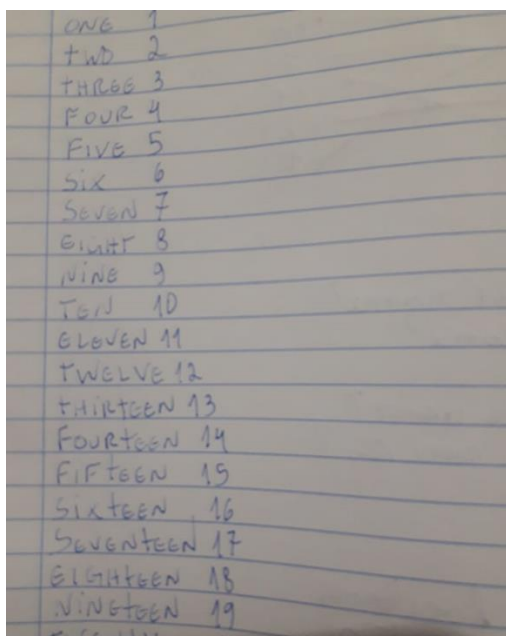 ONE 1
TWO 2
THREE 3
FOUR 4
FIVE 5
SIX 6
SEVEN 7
EIGHT 8
NINE 9
TEN 10
ELEVEN 11
TWELVE 12
THIRTEEN 13
FOURTEEN 14
FIFTEEN 15
SIXTEEN 16
SEVENTEEN 17
EIGHTEEN 18
NINETEEN 19